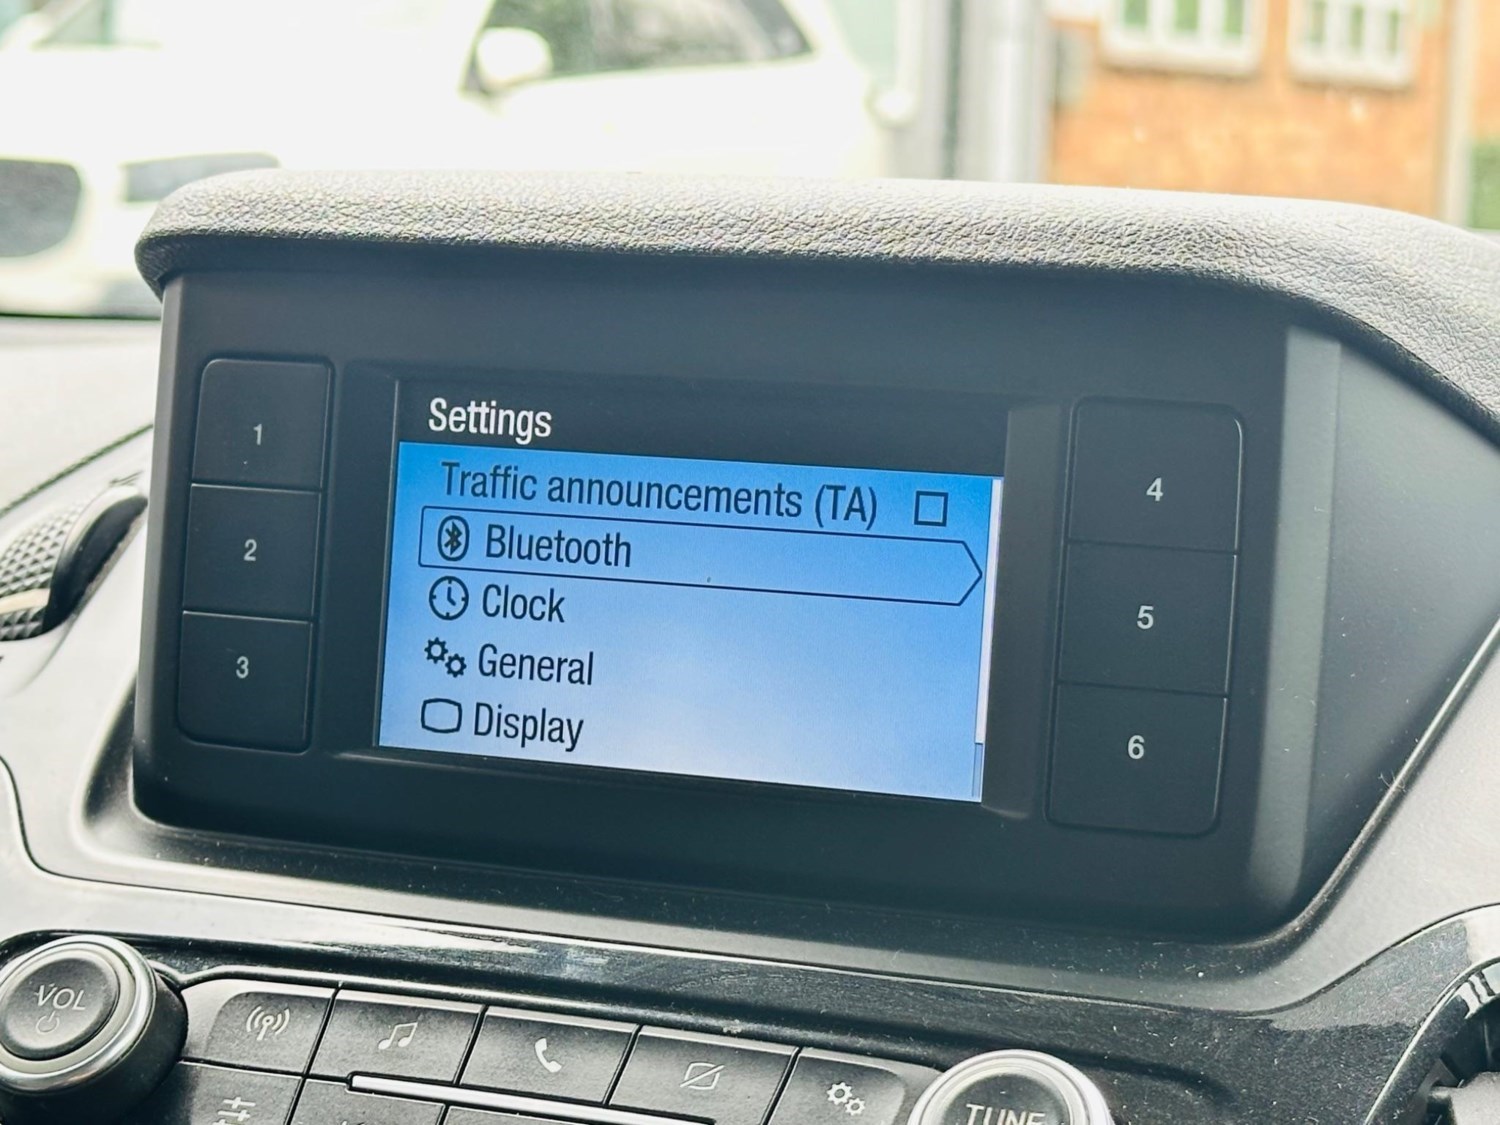 Settings
Traffic announcements (TA)
Bluetooth
Clock
General
Display
1
2
3
4
5
6
VOL
TUNE